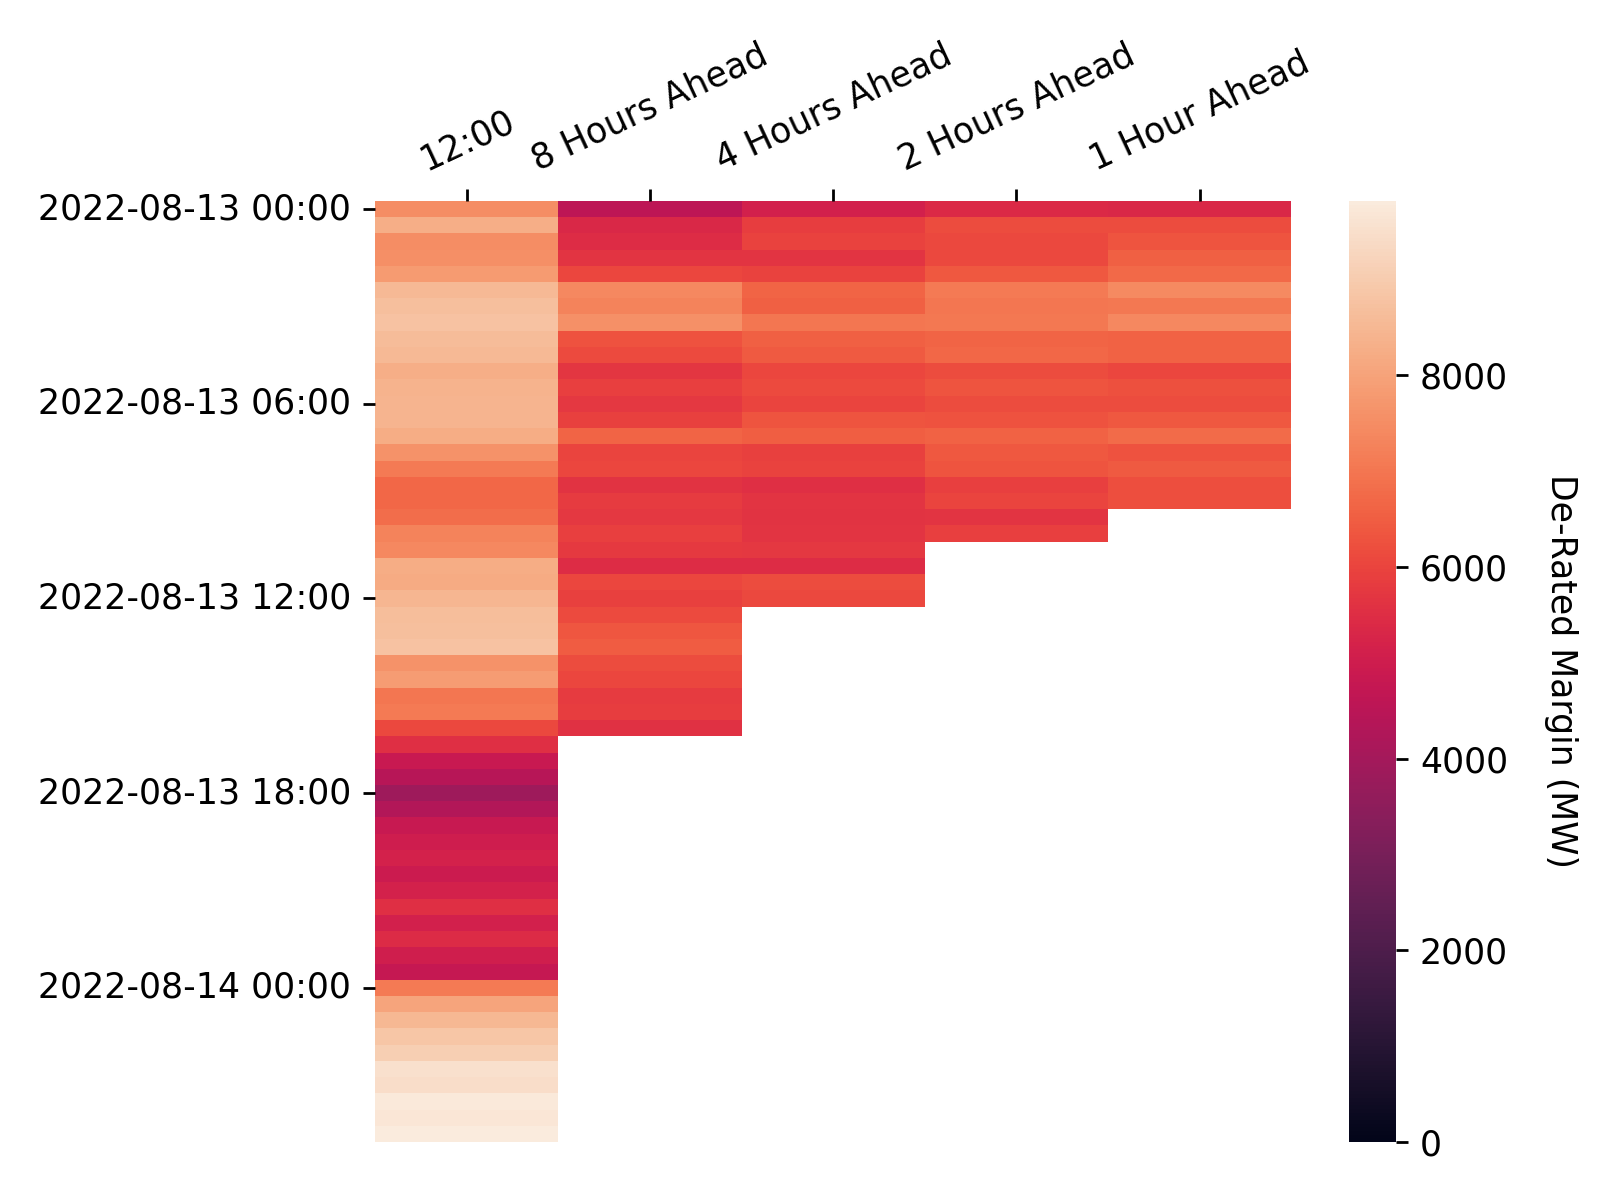 12:00
8 Hours Ahead
4 Hours Ahead
2 Hours Ahead
1 Hour Ahead
2022-08-13 00:00
2022-08-13 06:00
2022-08-13 12:00
2022-08-13 18:00
2022-08-14 00:00
8000
6000
4000
2000
0
De-Rated Margin (MW)